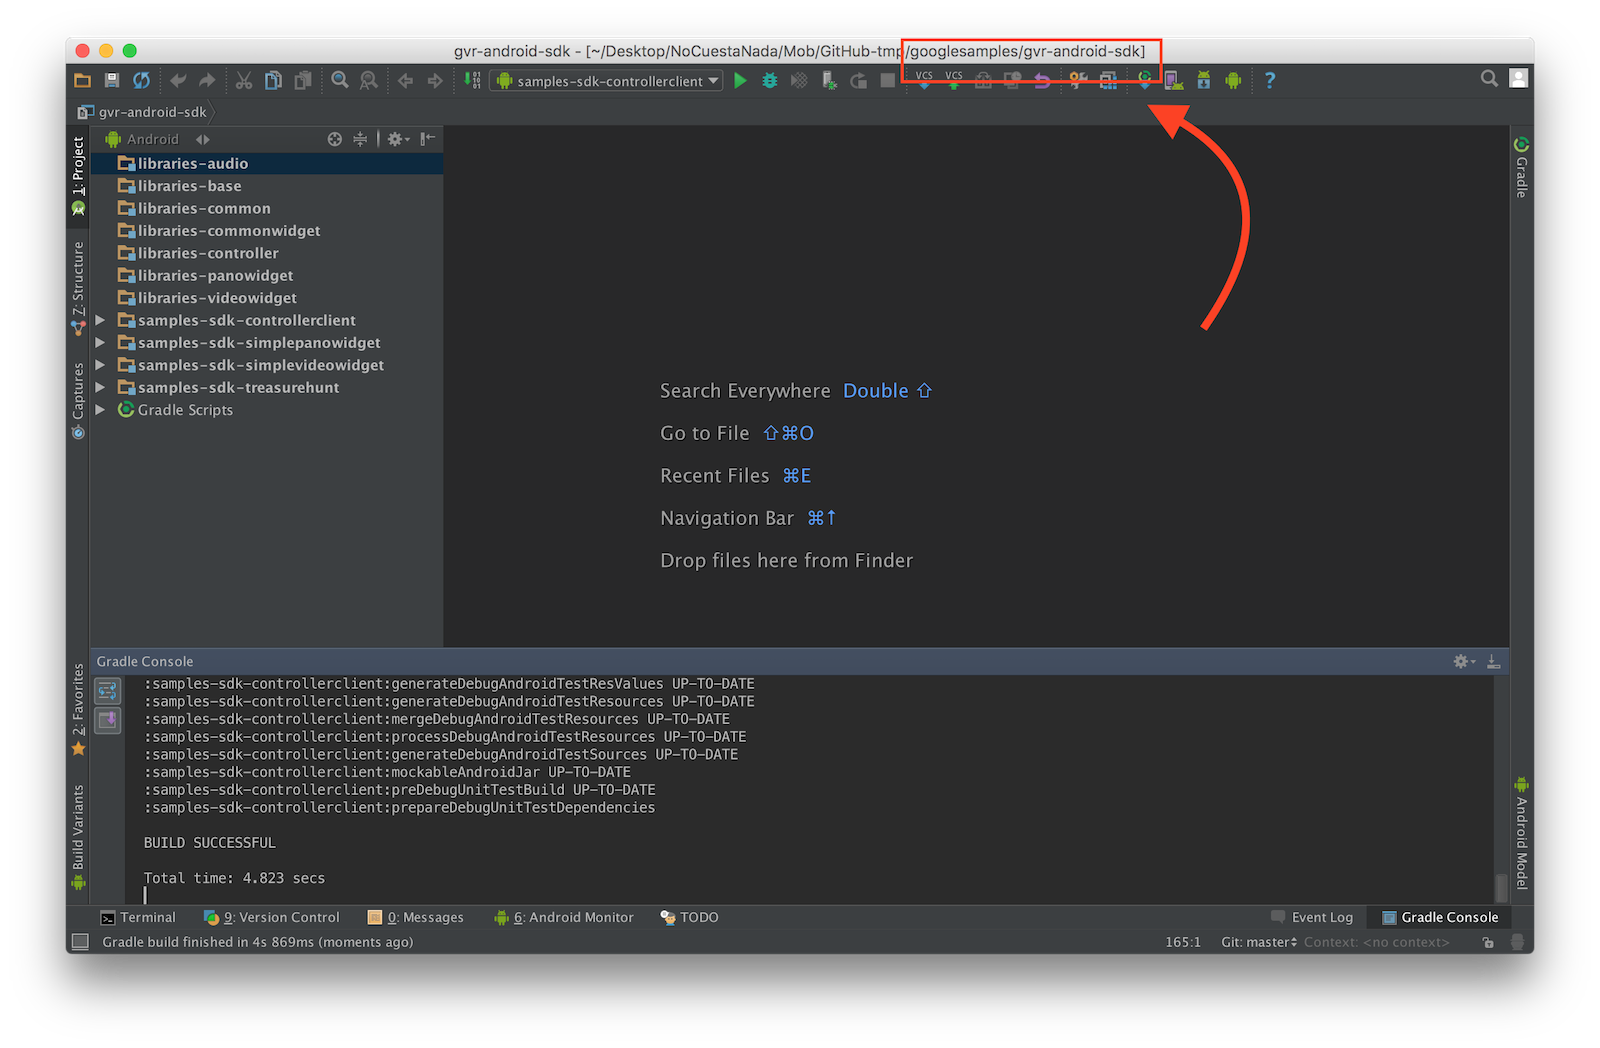 gvr-android-sdk - [~/Desktop/NoCuestaNada/Mob/GitHub-tmp/googlesamples/gvr-android-sdk]
samples-sdk-controllerclient
VCS VCS
?
gvr-android-sdk
Android
1: Project
Z: Structure
Captures
2: Favorites
Build Variants
libraries-audio
libraries-base
libraries-common
libraries-commonwidget
libraries-controller
libraries-panowidget
libraries-videowidget
samples-sdk-controllerclient
samples-sdk-simplepanowidget
samples-sdk-simplevideowidget
samples-sdk-treasurehunt
Gradle Scripts
Search Everywhere Double ⇧
Go to File ⇧⌘O
Recent Files ⌘E
Navigation Bar ⌘↑
Drop files here from Finder
Gradle
Android Model
Gradle Console
:samples-sdk-controllerclient:generateDebugAndroidTestResValues UP-TO-DATE
:samples-sdk-controllerclient:generateDebugAndroidTestResources UP-TO-DATE
:samples-sdk-controllerclient:mergeDebugAndroidTestResources UP-TO-DATE
:samples-sdk-controllerclient:processDebugAndroidTestResources UP-TO-DATE
:samples-sdk-controllerclient:generateDebugAndroidTestSources UP-TO-DATE
:samples-sdk-controllerclient:mockableAndroidJar UP-TO-DATE
:samples-sdk-controllerclient:preDebugUnitTestBuild UP-TO-DATE
:samples-sdk-controllerclient:prepareDebugUnitTestDependencies
BUILD SUCCESSFUL
Total time: 4.823 secs
Terminal 9: Version Control 0: Messages 6: Android Monitor TODO Event Log Gradle Console
Gradle build finished in 4s 869ms (moments ago) 165:1 Git: master Context: <no context>